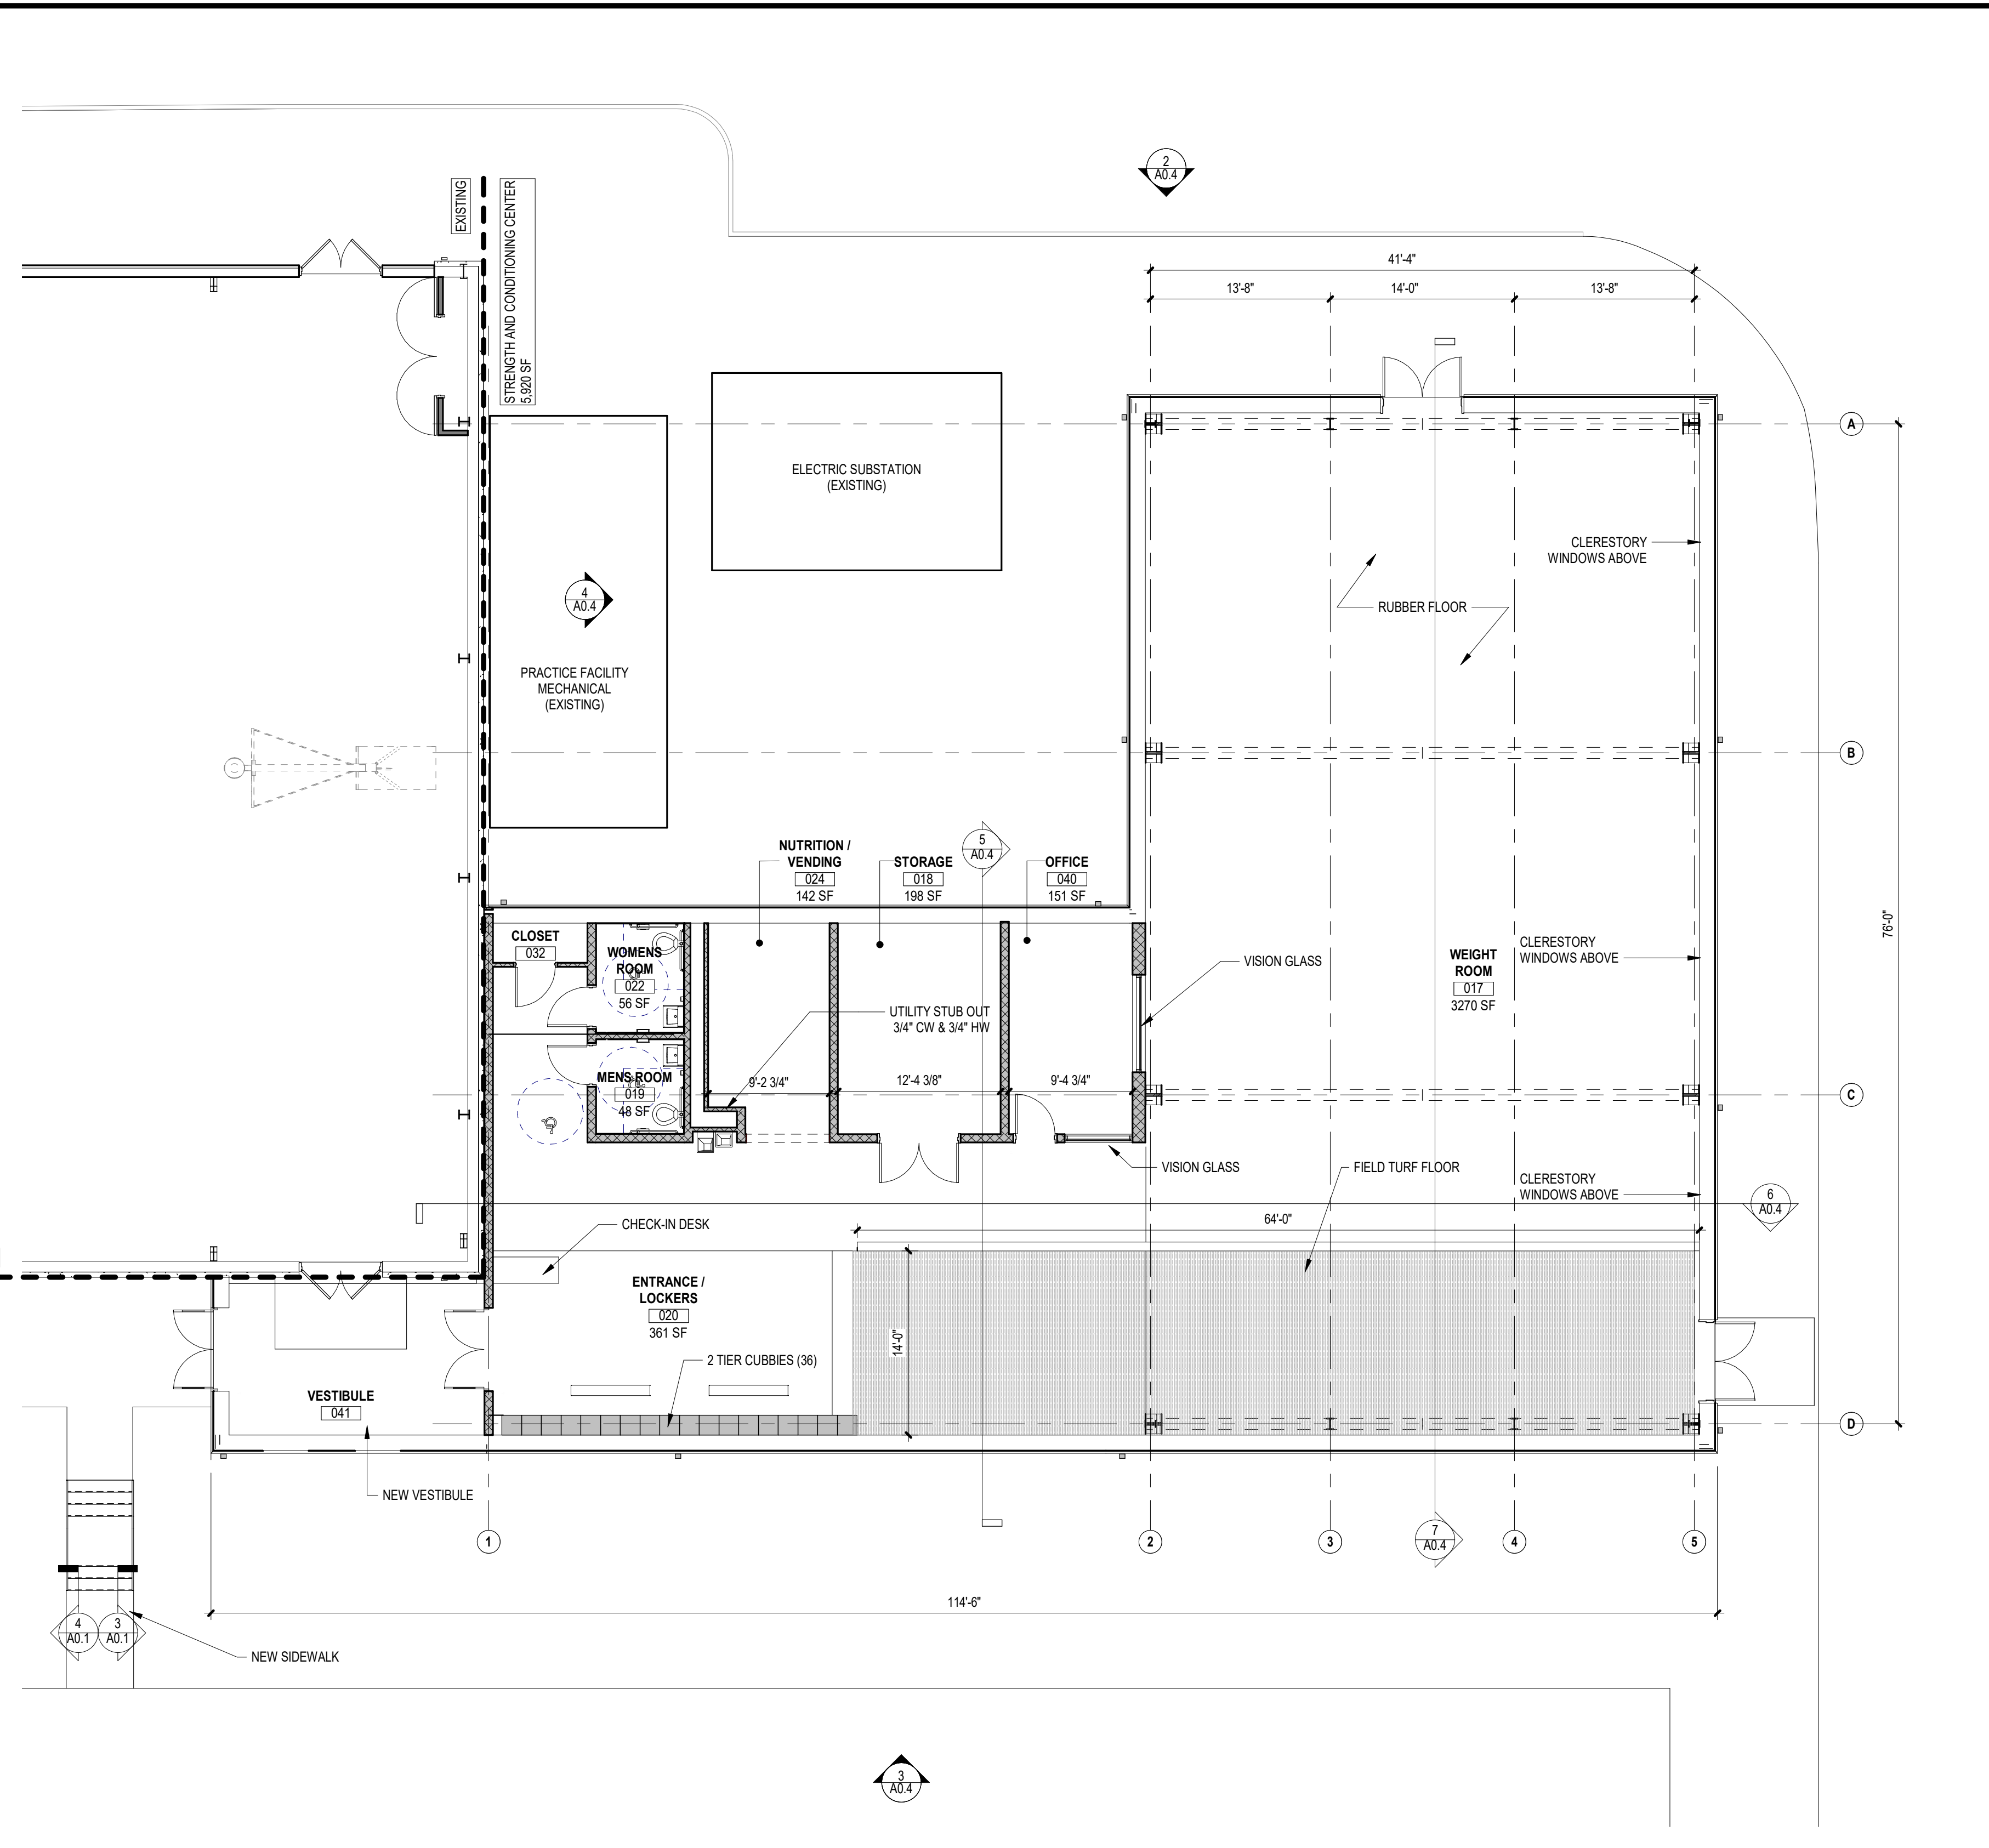 2
A0.4
EXISTING
STRENGTH AND CONDITIONING CENTER
5,920 SF
41'-4"
13'-8"
14'-0"
13'-8"
A
ELECTRIC SUBSTATION
(EXISTING)
CLERESTORY
WINDOWS ABOVE
4
A0.4
RUBBER FLOOR
PRACTICE FACILITY
MECHANICAL
(EXISTING)
B
5
A0.4
NUTRITION /
VENDING
024
142 SF
STORAGE
018
198 SF
OFFICE
040
151 SF
76'-0"
CLOSET
032
WOMENS
ROOM
022
56 SF
VISION GLASS
WEIGHT
ROOM
017
3270 SF
CLERESTORY
WINDOWS ABOVE
UTILITY STUB OUT
3/4" CW & 3/4" HW
MENS ROOM
019
48 SF
9'-2 3/4"
12'-4 3/8"
9'-4 3/4"
C
VISION GLASS
FIELD TURF FLOOR
CLERESTORY
WINDOWS ABOVE
6
A0.4
64'-0"
CHECK-IN DESK
ENTRANCE /
LOCKERS
020
361 SF
14'-0"
2 TIER CUBBIES (36)
VESTIBULE
041
D
NEW VESTIBULE
1
2
3
7
A0.4
4
5
114'-6"
4
A0.1
3
A0.1
NEW SIDEWALK
3
A0.4